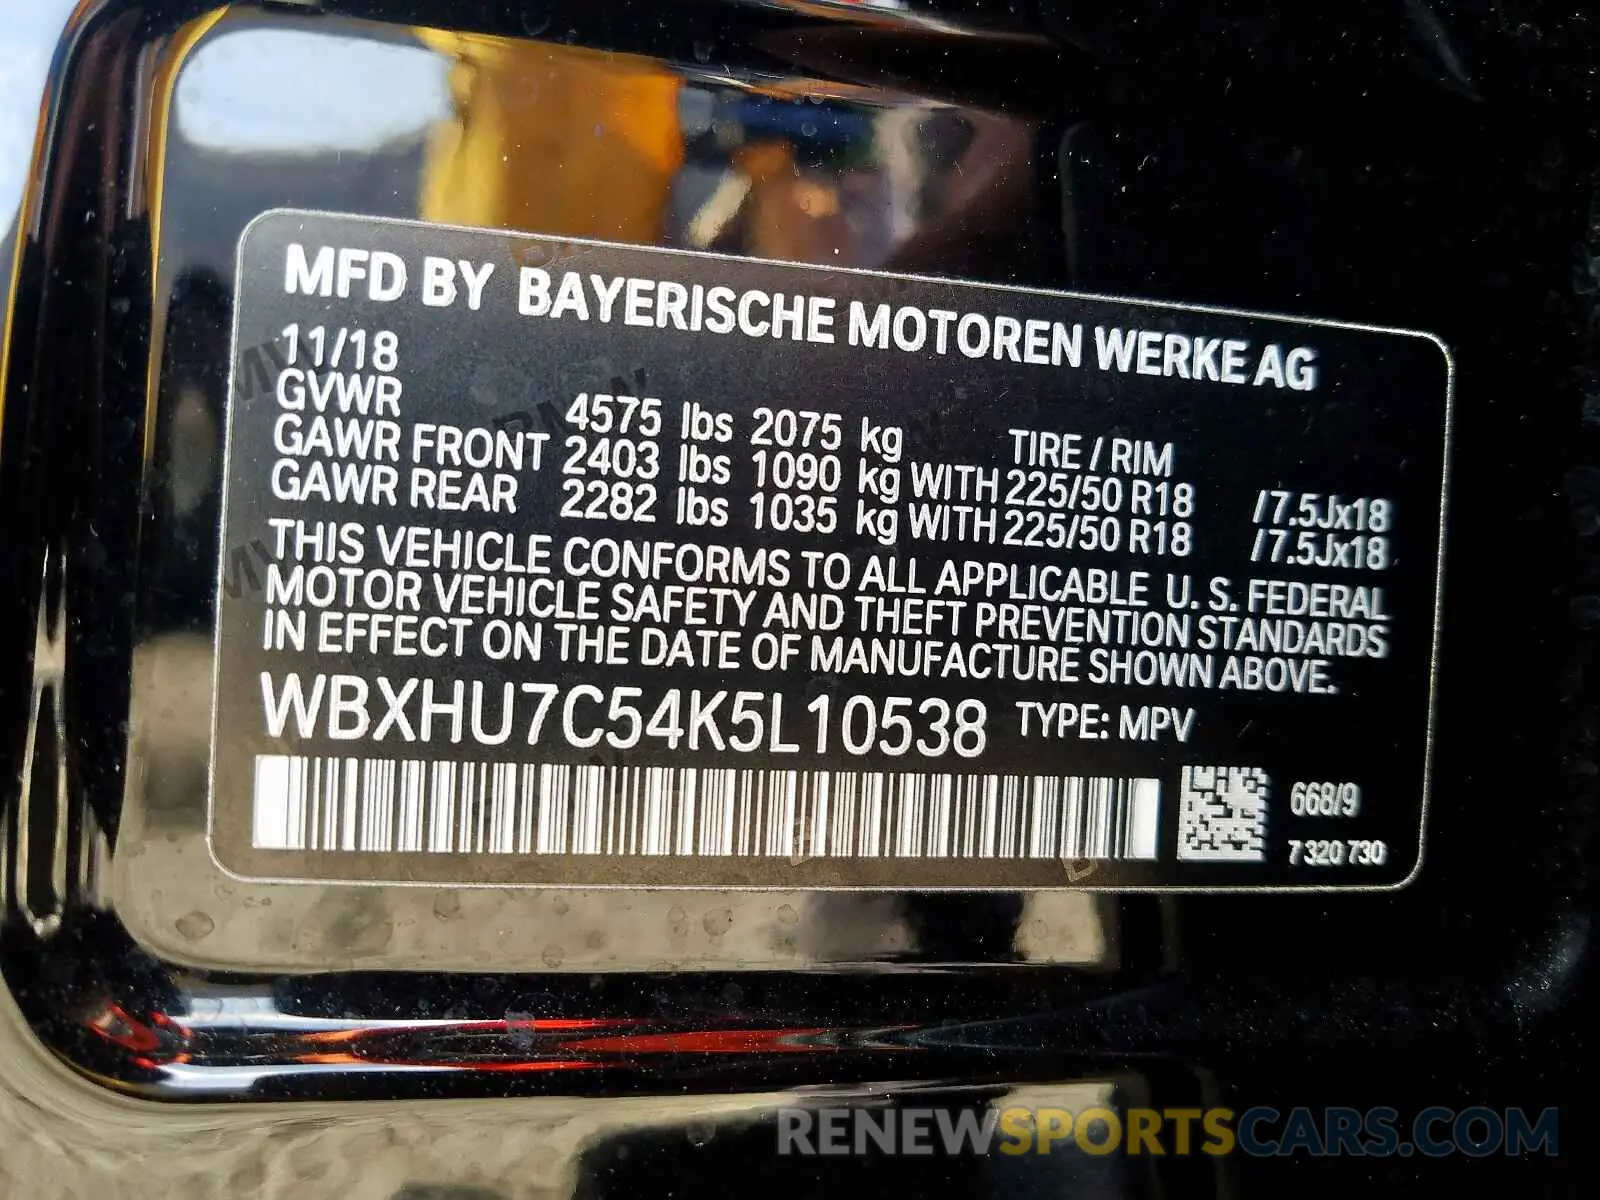 MFD BY BAYERISCHE MOTOREN WERKE AG
11/18
GVWR 4575 lbs 2075 kg TIRE / RIM
GAWR FRONT 2403 lbs 1090 kg WITH 225/50 R18 /7.5Jx18
GAWR REAR 2282 lbs 1035 kg WITH 225/50 R18 /7.5Jx18
THIS VEHICLE CONFORMS TO ALL APPLICABLE U. S. FEDERAL
MOTOR VEHICLE SAFETY AND THEFT PREVENTION STANDARDS
IN EFFECT ON THE DATE OF MANUFACTURE SHOWN ABOVE.
WBXHU7C54K5L10538 TYPE: MPV
668/9
7 320 730
RENEWSPORTSCARS.COM